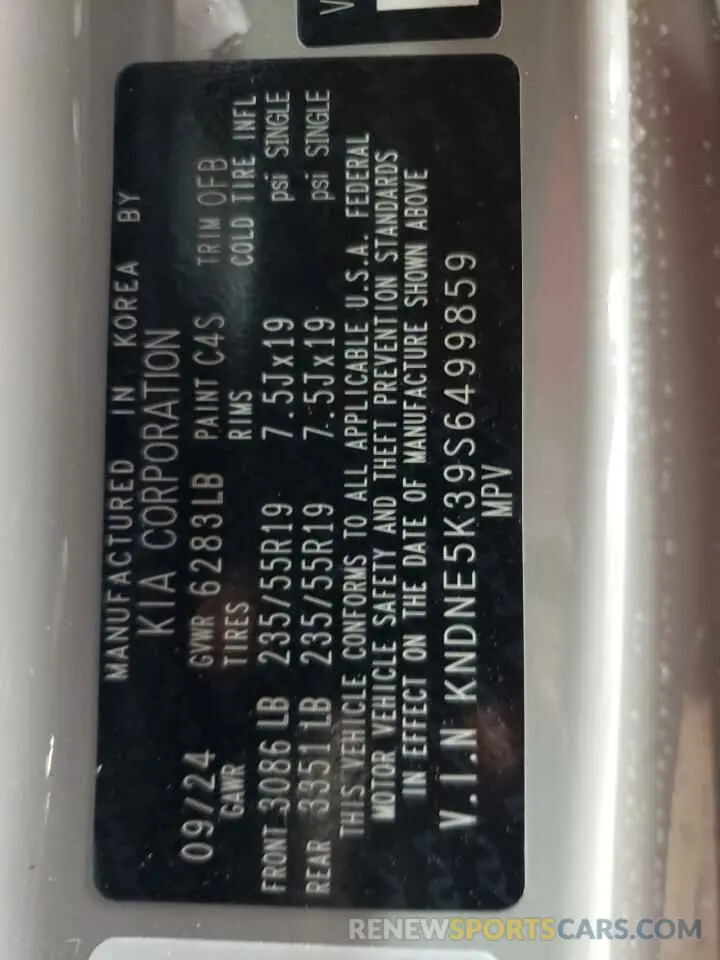 V
MANUFACTURED IN KOREA BY
KIA CORPORATION
09/24 GVWR 6283LB PAINT C4S TRIM OFB
GAWR TIRES RIMS COLD TIRE INFL
FRONT 3086 LB 235/55R19 7.5Jx19 psi SINGLE
REAR 3351 LB 235/55R19 7.5Jx19 psi SINGLE
THIS VEHICLE CONFORMS TO ALL APPLICABLE U.S.A. FEDERAL
MOTOR VEHICLE SAFETY AND THEFT PREVENTION STANDARDS
IN EFFECT ON THE DATE OF MANUFACTURE SHOWN ABOVE
V.I.N KNDNE5K39S6499859
MPV
RENEWSPORTSCARS.COM